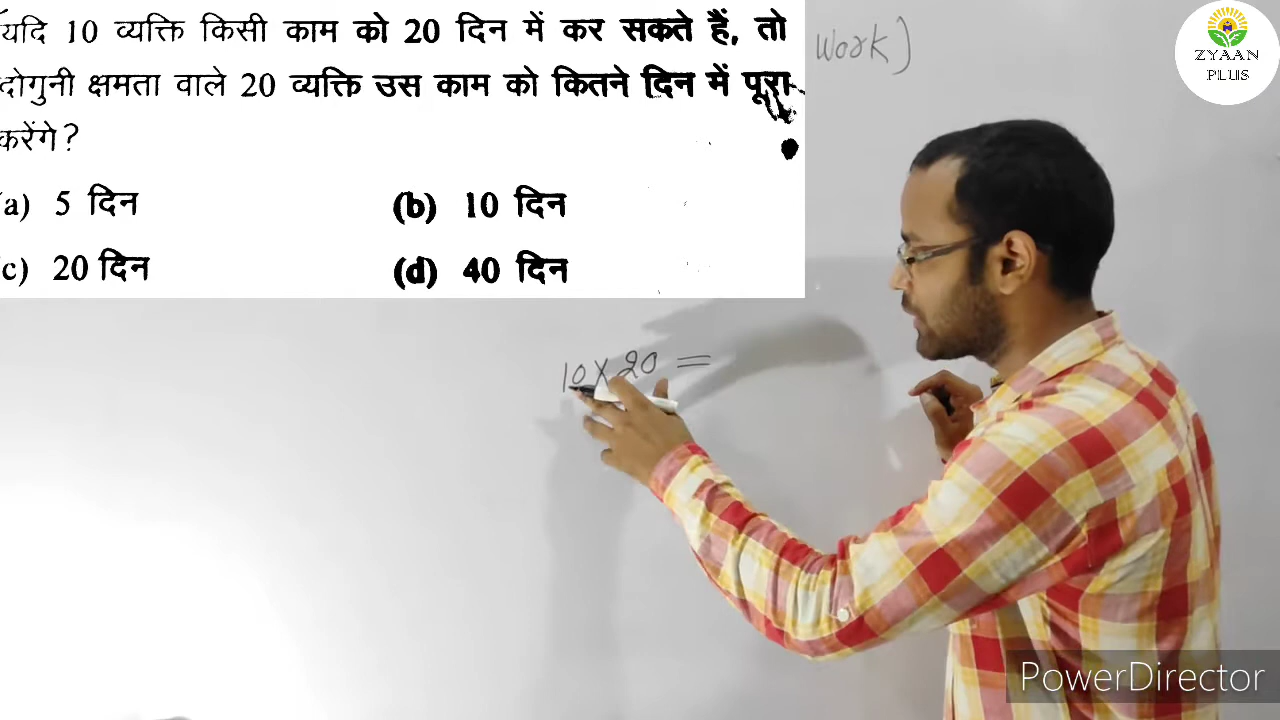 यदि 10 व्यक्ति किसी काम को 20 दिन में कर सकते हैं, तो
दोगुनी क्षमता वाले 20 व्यक्ति उस काम को कितने दिन में पूरा
करेंगे?
(a) 5 दिन (b) 10 दिन
(c) 20 दिन (d) 40 दिन
Work)
ZYAAN
PLUS
10 X 20 =
PowerDirector